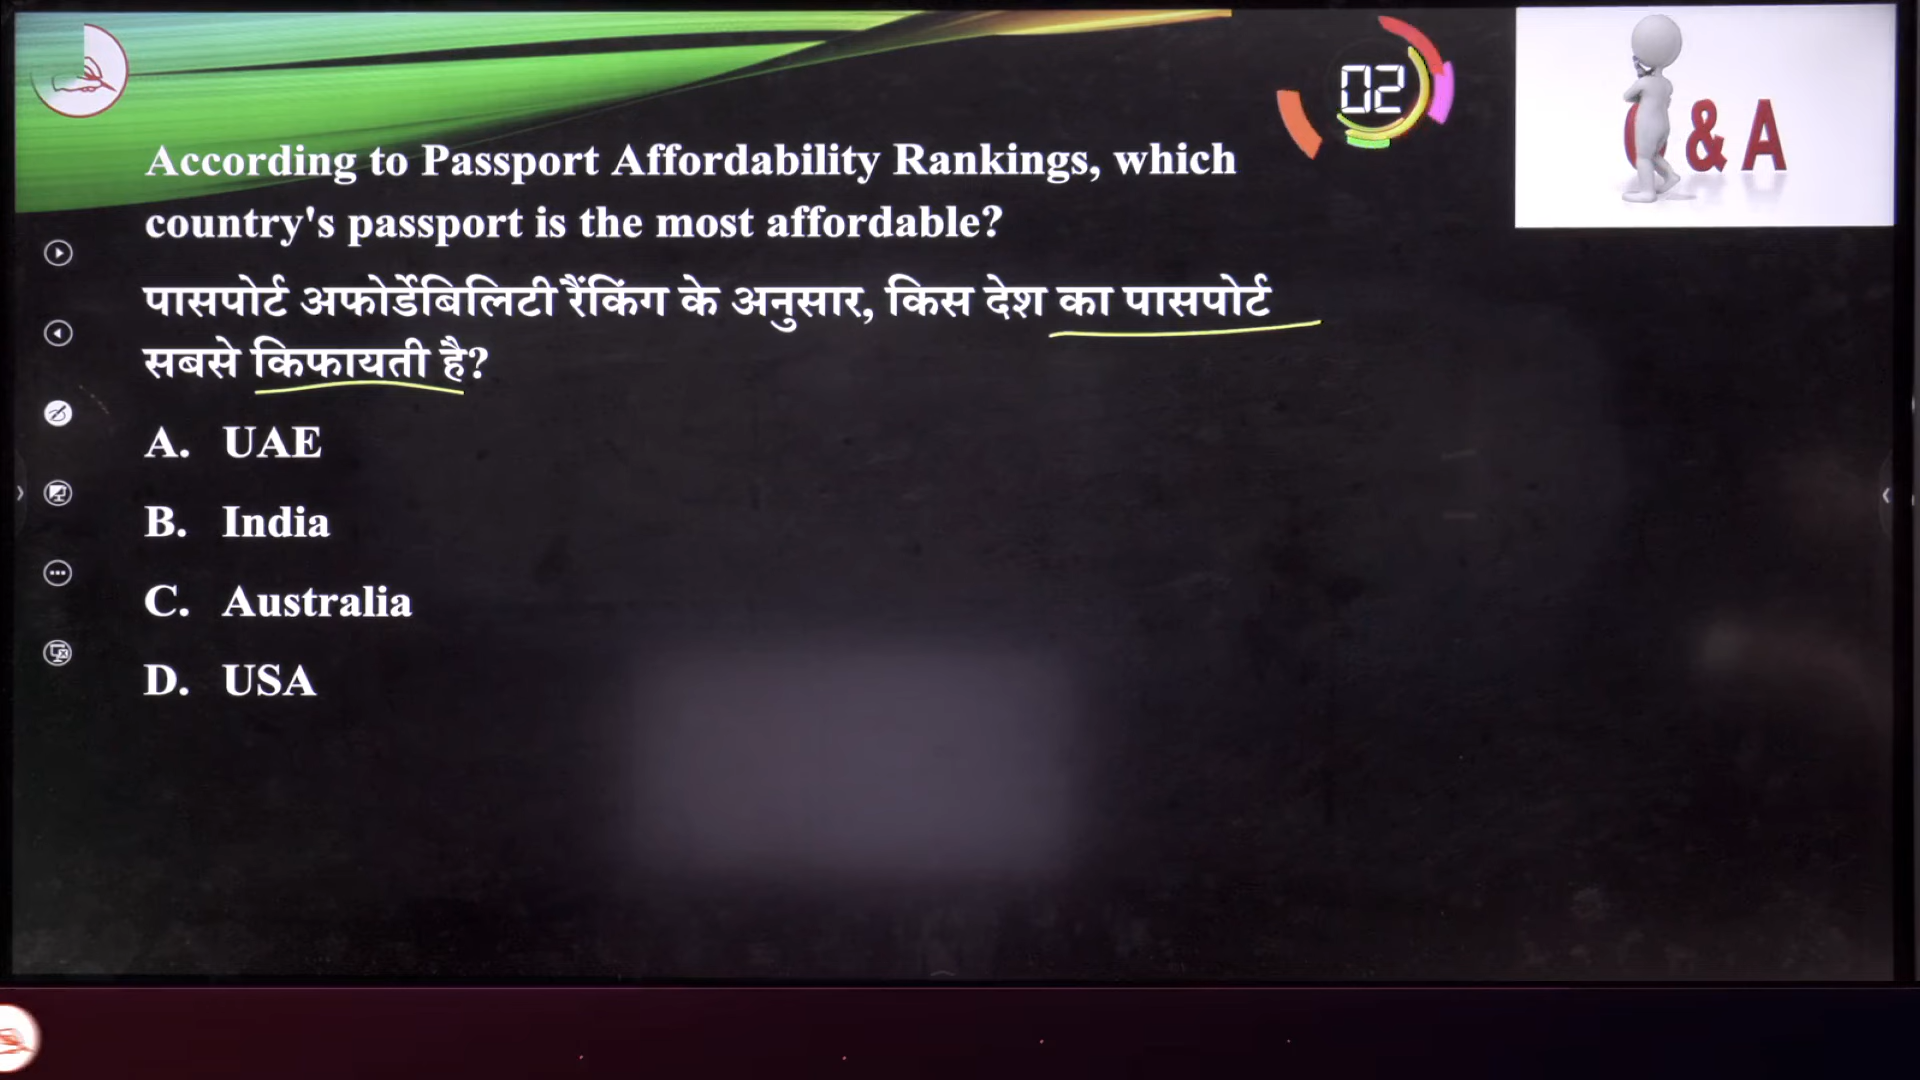 02
& A
According to Passport Affordability Rankings, which
country's passport is the most affordable?
पासपोर्ट अफोर्डेबिलिटी रैंकिंग के अनुसार, किस देश का पासपोर्ट
सबसे किफायती है?
A. UAE
B. India
C. Australia
D. USA